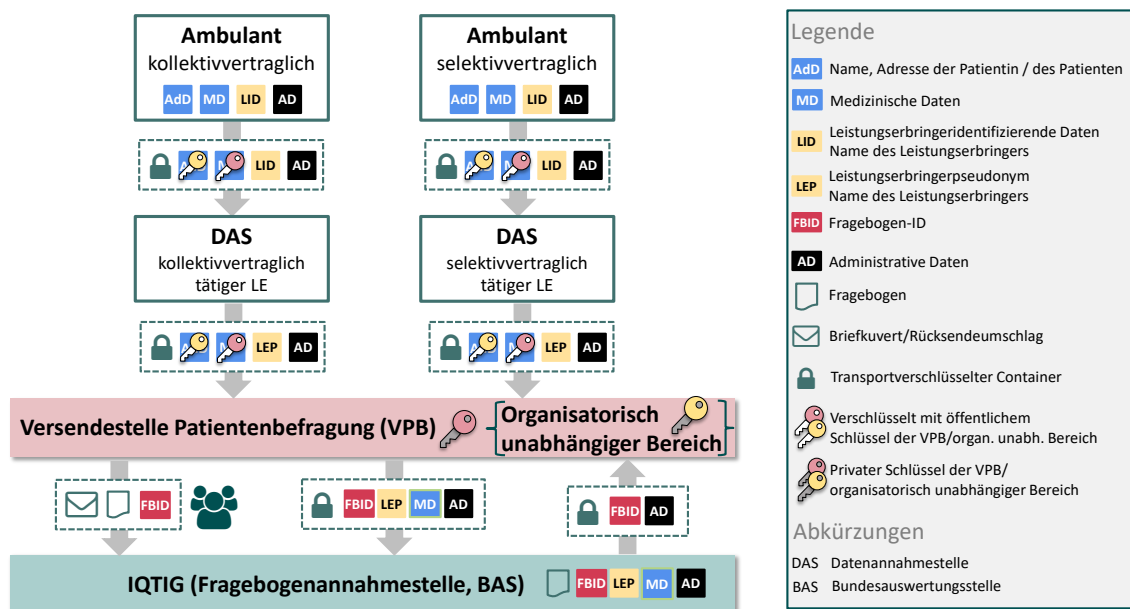 Ambulant
kollektivvertraglich
AdD MD LID AD
LID AD
DAS
kollektivvertraglich
tätiger LE
LEP AD
Ambulant
selektivvertraglich
AdD MD LID AD
LID AD
DAS
selektivvertraglich
tätiger LE
LEP AD
Versendestelle Patientenbefragung (VPB)
Organisatorisch
unabhängiger Bereich
FBID
FBID LEP MD AD
FBID AD
IQTIG (Fragebogenannahmestelle, BAS)
FBID LEP MD AD
Legende
AdD Name, Adresse der Patientin / des Patienten
MD Medizinische Daten
LID Leistungserbringeridentifizierende Daten
Name des Leistungserbringers
LEP Leistungserbringerpseudonym
Name des Leistungserbringers
FBID Fragebogen-ID
AD Administrative Daten
Fragebogen
Briefkuvert/Rücksendeumschlag
Transportverschlüsselter Container
Verschlüsselt mit öffentlichem
Schlüssel der VPB/organ. unabh. Bereich
Privater Schlüssel der VPB/
organisatorisch unabhängiger Bereich
Abkürzungen
DAS Datenannahmestelle
BAS Bundesauswertungsstelle